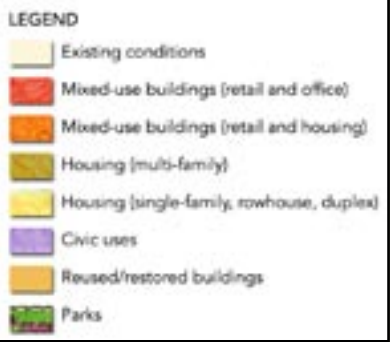 LEGEND
Existing conditions
Mixed-use buildings (retail and office)
Mixed-use buildings (retail and housing)
Housing (multi-family)
Housing (single-family, rowhouse, duplex)
Civic uses
Reused/restored buildings
Parks